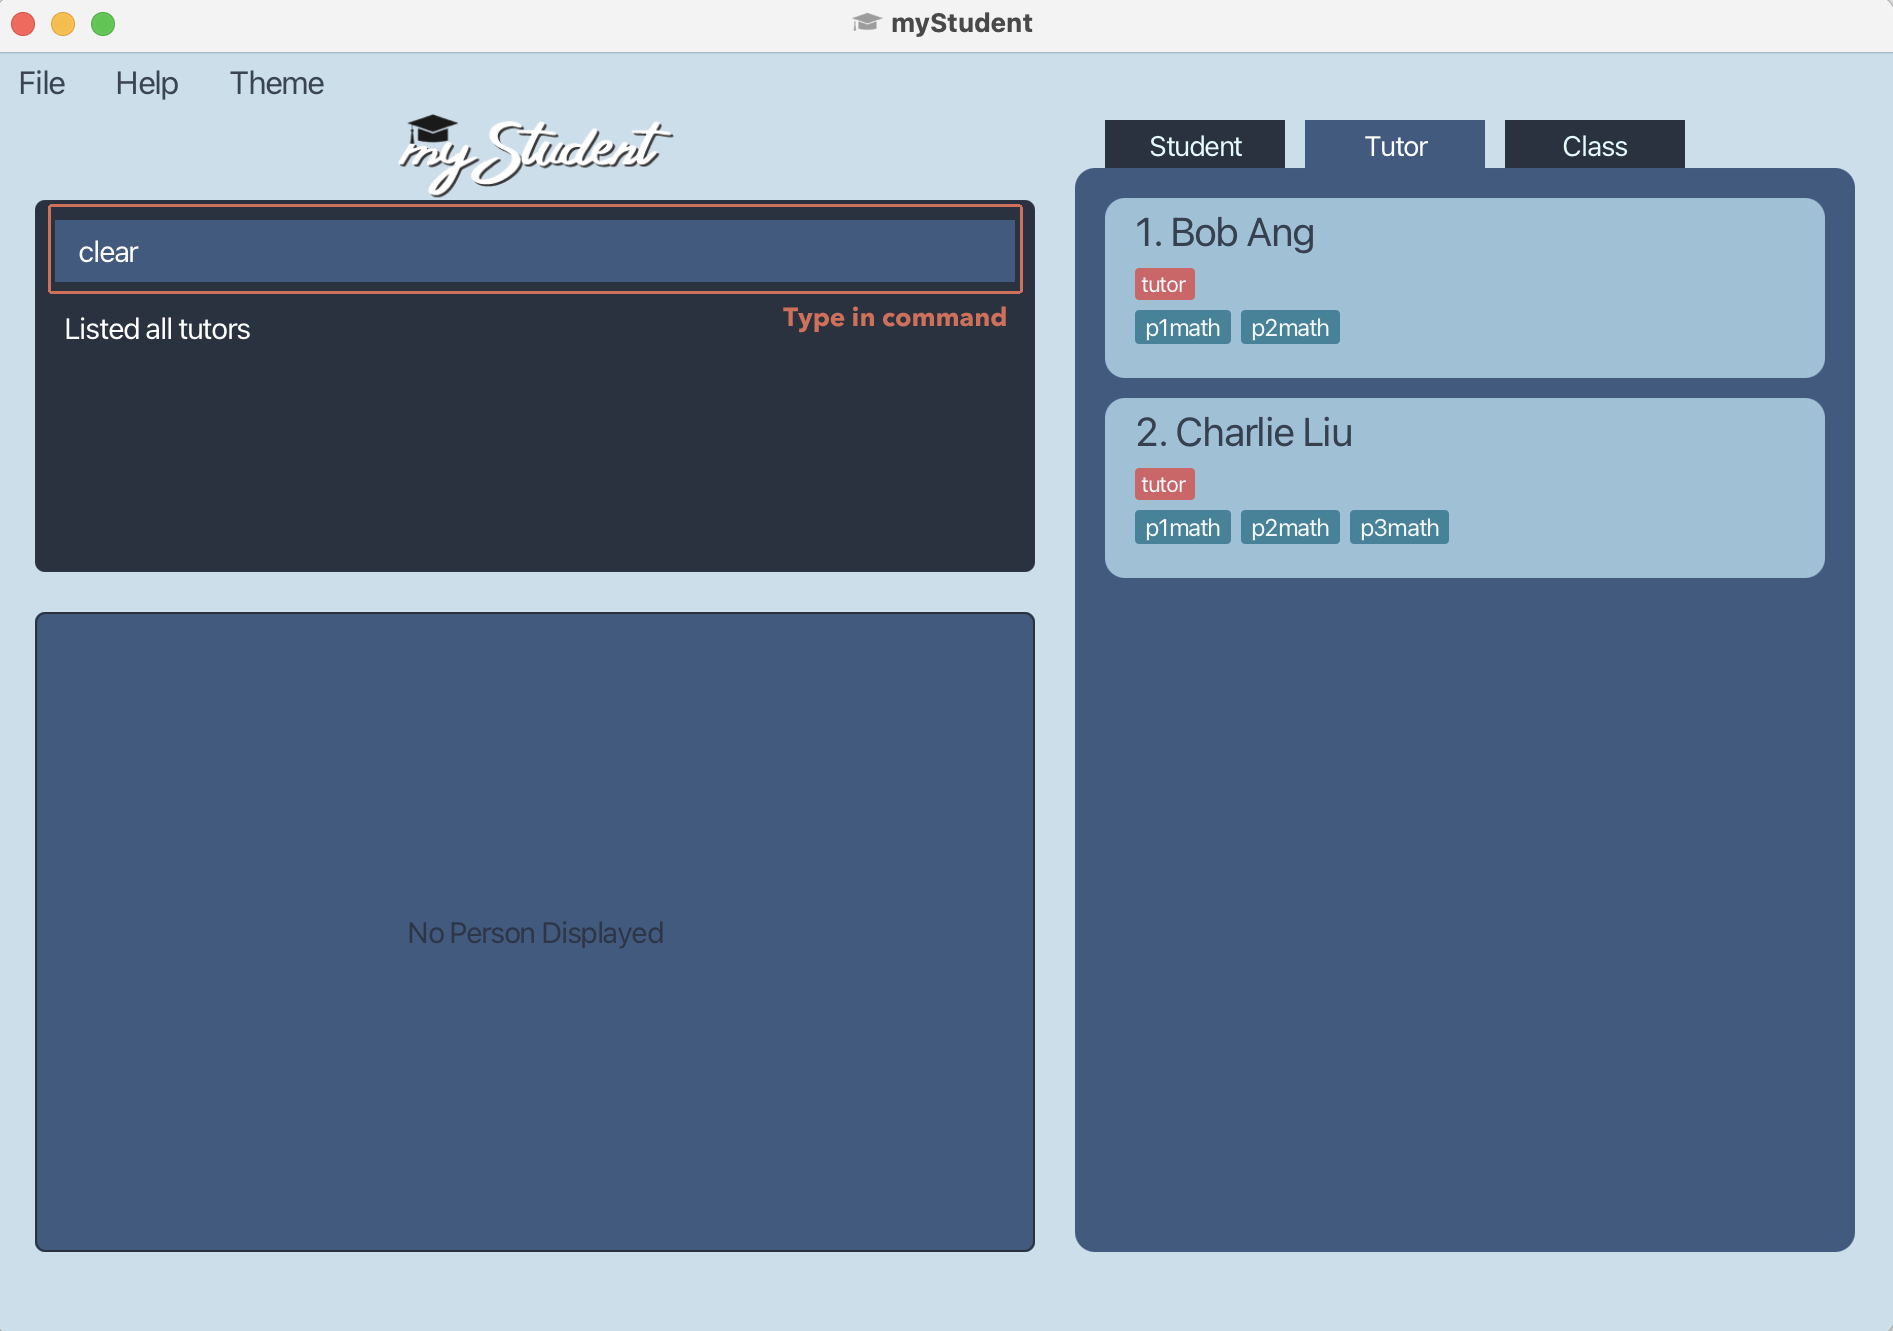 myStudent
File Help Theme
myStudent
clear
Type in command
Listed all tutors
No Person Displayed
Student Tutor Class
1. Bob Ang
tutor
p1math p2math
2. Charlie Liu
tutor
p1math p2math p3math